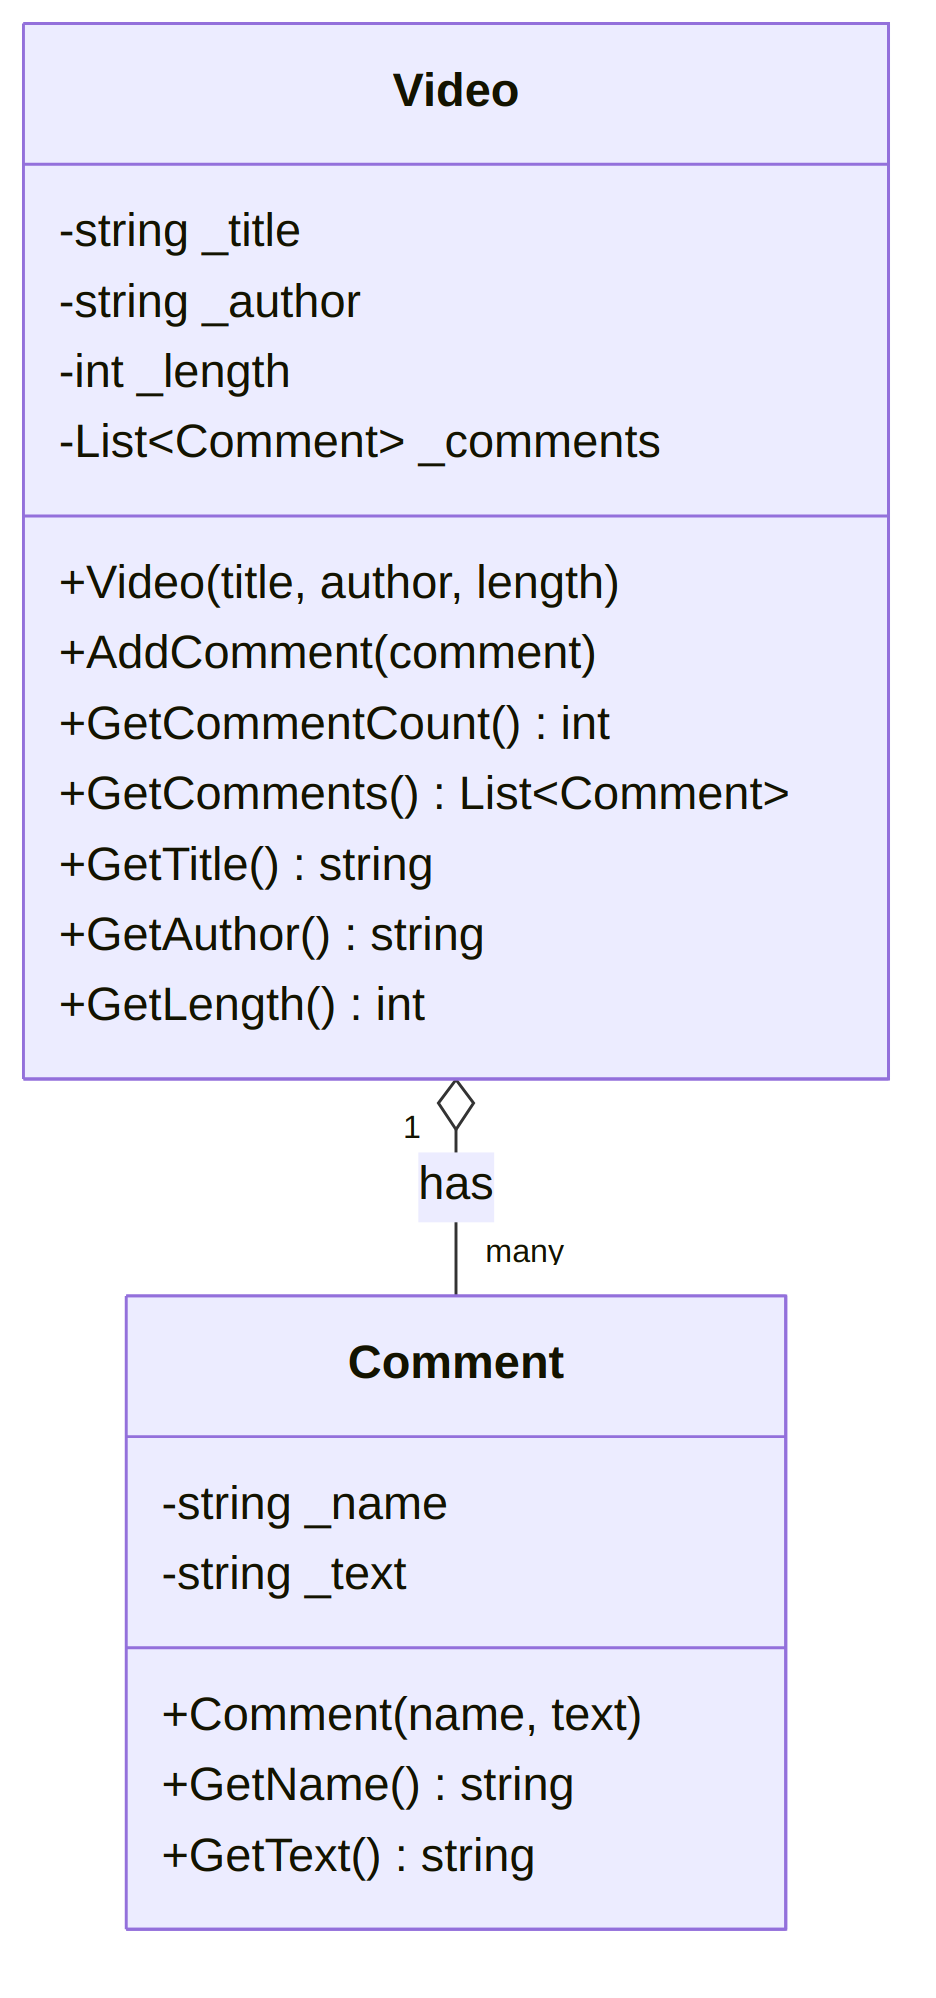 Video
-string _title
-string _author
-int _length
-List<Comment> _comments
+Video(title, author, length)
+AddComment(comment)
+GetCommentCount() : int
+GetComments() : List<Comment>
+GetTitle() : string
+GetAuthor() : string
+GetLength() : int
1
has
many
Comment
-string _name
-string _text
+Comment(name, text)
+GetName() : string
+GetText() : string